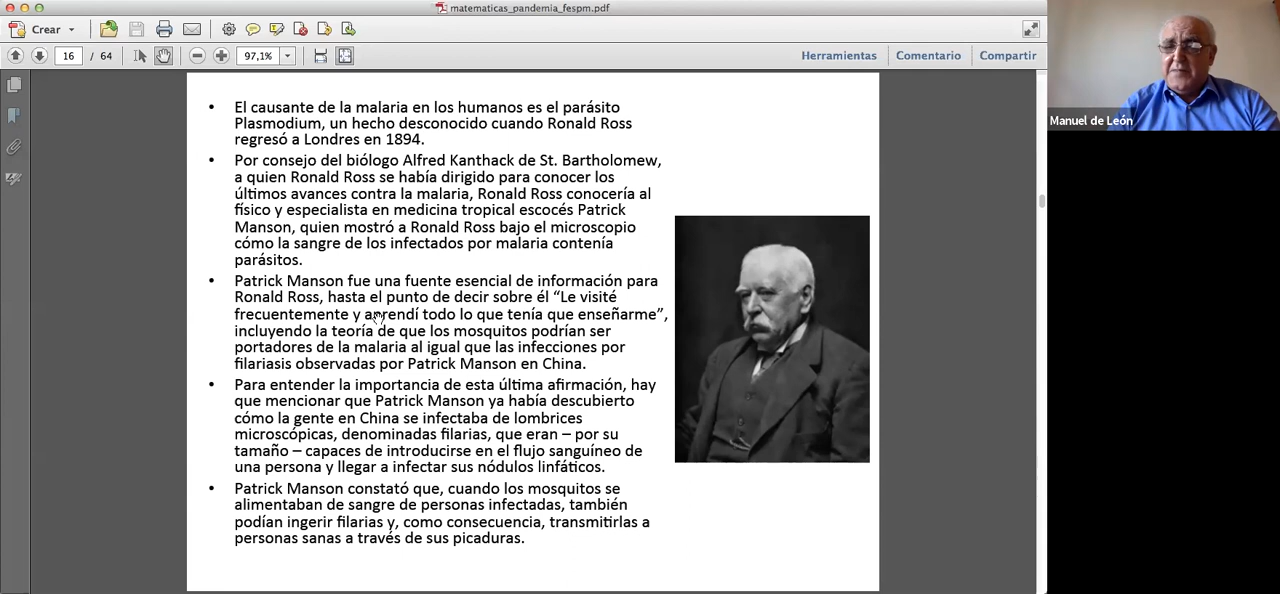 matematicas_pandemia_fespm.pdf
Crear
16 / 64
97,1%
Herramientas
Comentario
Compartir
• El causante de la malaria en los humanos es el parásito
Plasmodium, un hecho desconocido cuando Ronald Ross
regresó a Londres en 1894.
• Por consejo del biólogo Alfred Kanthack de St. Bartholomew,
a quien Ronald Ross se había dirigido para conocer los
últimos avances contra la malaria, Ronald Ross conocería al
físico y especialista en medicina tropical escocés Patrick
Manson, quien mostró a Ronald Ross bajo el microscopio
cómo la sangre de los infectados por malaria contenía
parásitos.
• Patrick Manson fue una fuente esencial de información para
Ronald Ross, hasta el punto de decir sobre él “Le visité
frecuentemente y aprendí todo lo que tenía que enseñarme”,
incluyendo la teoría de que los mosquitos podrían ser
portadores de la malaria al igual que las infecciones por
filariasis observadas por Patrick Manson en China.
• Para entender la importancia de esta última afirmación, hay
que mencionar que Patrick Manson ya había descubierto
cómo la gente en China se infectaba de lombrices
microscópicas, denominadas filarias, que eran – por su
tamaño – capaces de introducirse en el flujo sanguíneo de
una persona y llegar a infectar sus nódulos linfáticos.
• Patrick Manson constató que, cuando los mosquitos se
alimentaban de sangre de personas infectadas, también
podían ingerir filarias y, como consecuencia, transmitirlas a
personas sanas a través de sus picaduras.
Manuel de León